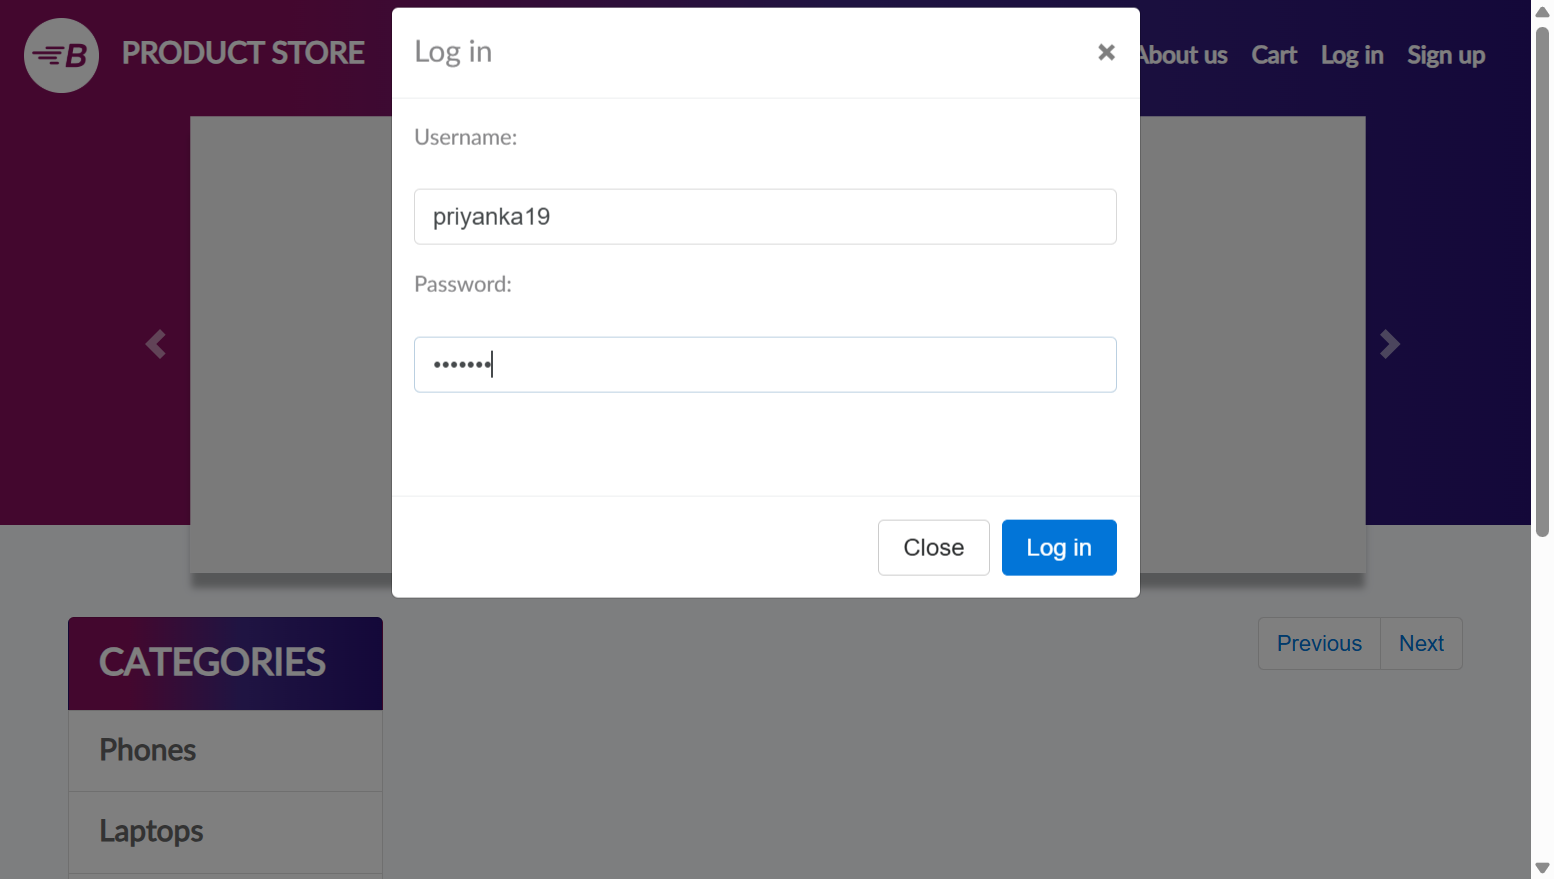 B PRODUCT STORE
About us Cart Log in Sign up
Log in
×
Username:
priyanka19
Password:
•••••••
Close Log in
CATEGORIES
Phones
Laptops
Previous Next